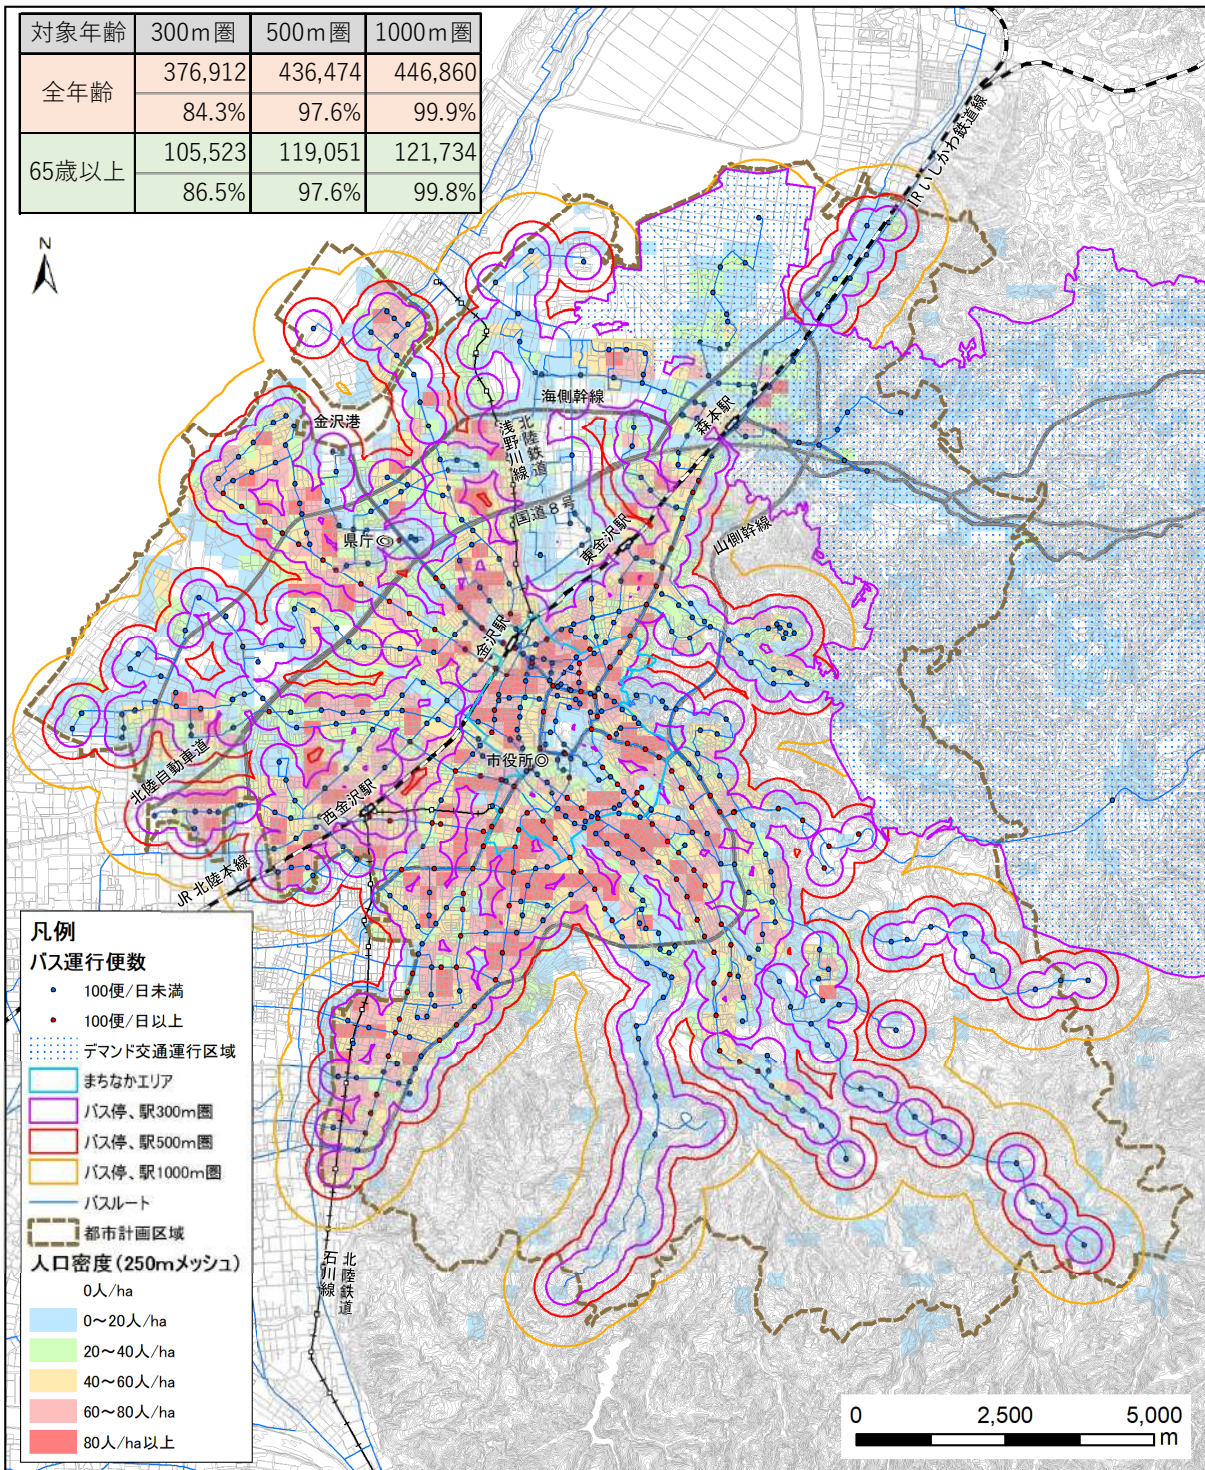 対象年齢 300m圏 500m圏 1000m圏
全年齢 376,912 436,474 446,860
84.3% 97.6% 99.9%
65歳以上 105,523 119,051 121,734
86.5% 97.6% 99.8%
N
IRいしかわ鉄道線
海側幹線
金沢港
北陸鉄道
浅野川線
森本駅
国道8号
県庁◎
東金沢駅
山側幹線
金沢駅
市役所◎
北陸自動車道
西金沢駅
JR北陸本線
北陸鉄道
石川線
凡例
バス運行便数
100便/日未満
100便/日以上
デマンド交通運行区域
まちなかエリア
バス停、駅300m圏
バス停、駅500m圏
バス停、駅1000m圏
バスルート
都市計画区域
人口密度(250mメッシュ)
0人/ha
0～20人/ha
20～40人/ha
40～60人/ha
60～80人/ha
80人/ha以上
0 2,500 5,000
m